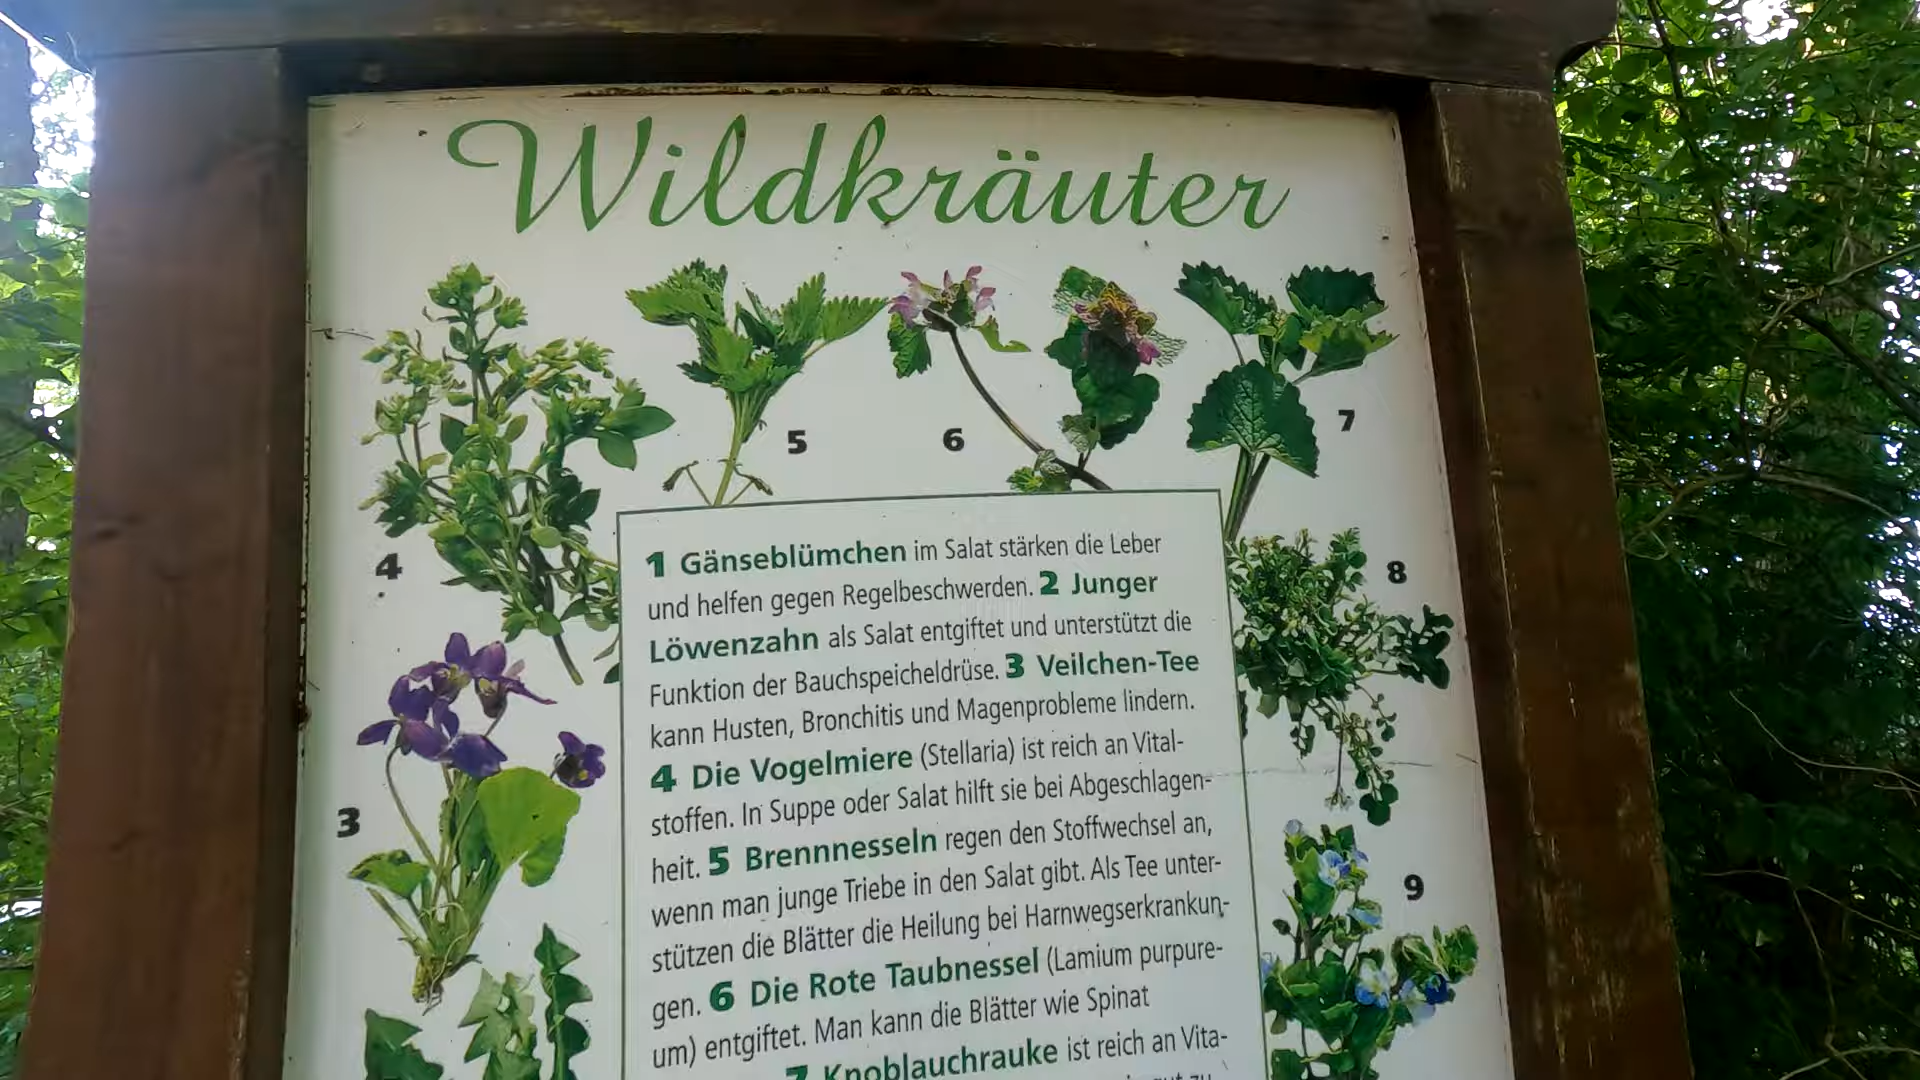 Wildkräuter
5
6
7
4
8
3
9
1 Gänseblümchen im Salat stärken die Leber
und helfen gegen Regelbeschwerden. 2 Junger
Löwenzahn als Salat entgiftet und unterstützt die
Funktion der Bauchspeicheldrüse. 3 Veilchen-Tee
kann Husten, Bronchitis und Magenprobleme lindern.
4 Die Vogelmiere (Stellaria) ist reich an Vital-
stoffen. In Suppe oder Salat hilft sie bei Abgeschlagen-
heit. 5 Brennnesseln regen den Stoffwechsel an,
wenn man junge Triebe in den Salat gibt. Als Tee unter-
stützen die Blätter die Heilung bei Harnwegserkrankun-
gen. 6 Die Rote Taubnessel (Lamium purpure-
um) entgiftet. Man kann die Blätter wie Spinat
7 Knoblauchrauke ist reich an Vita-